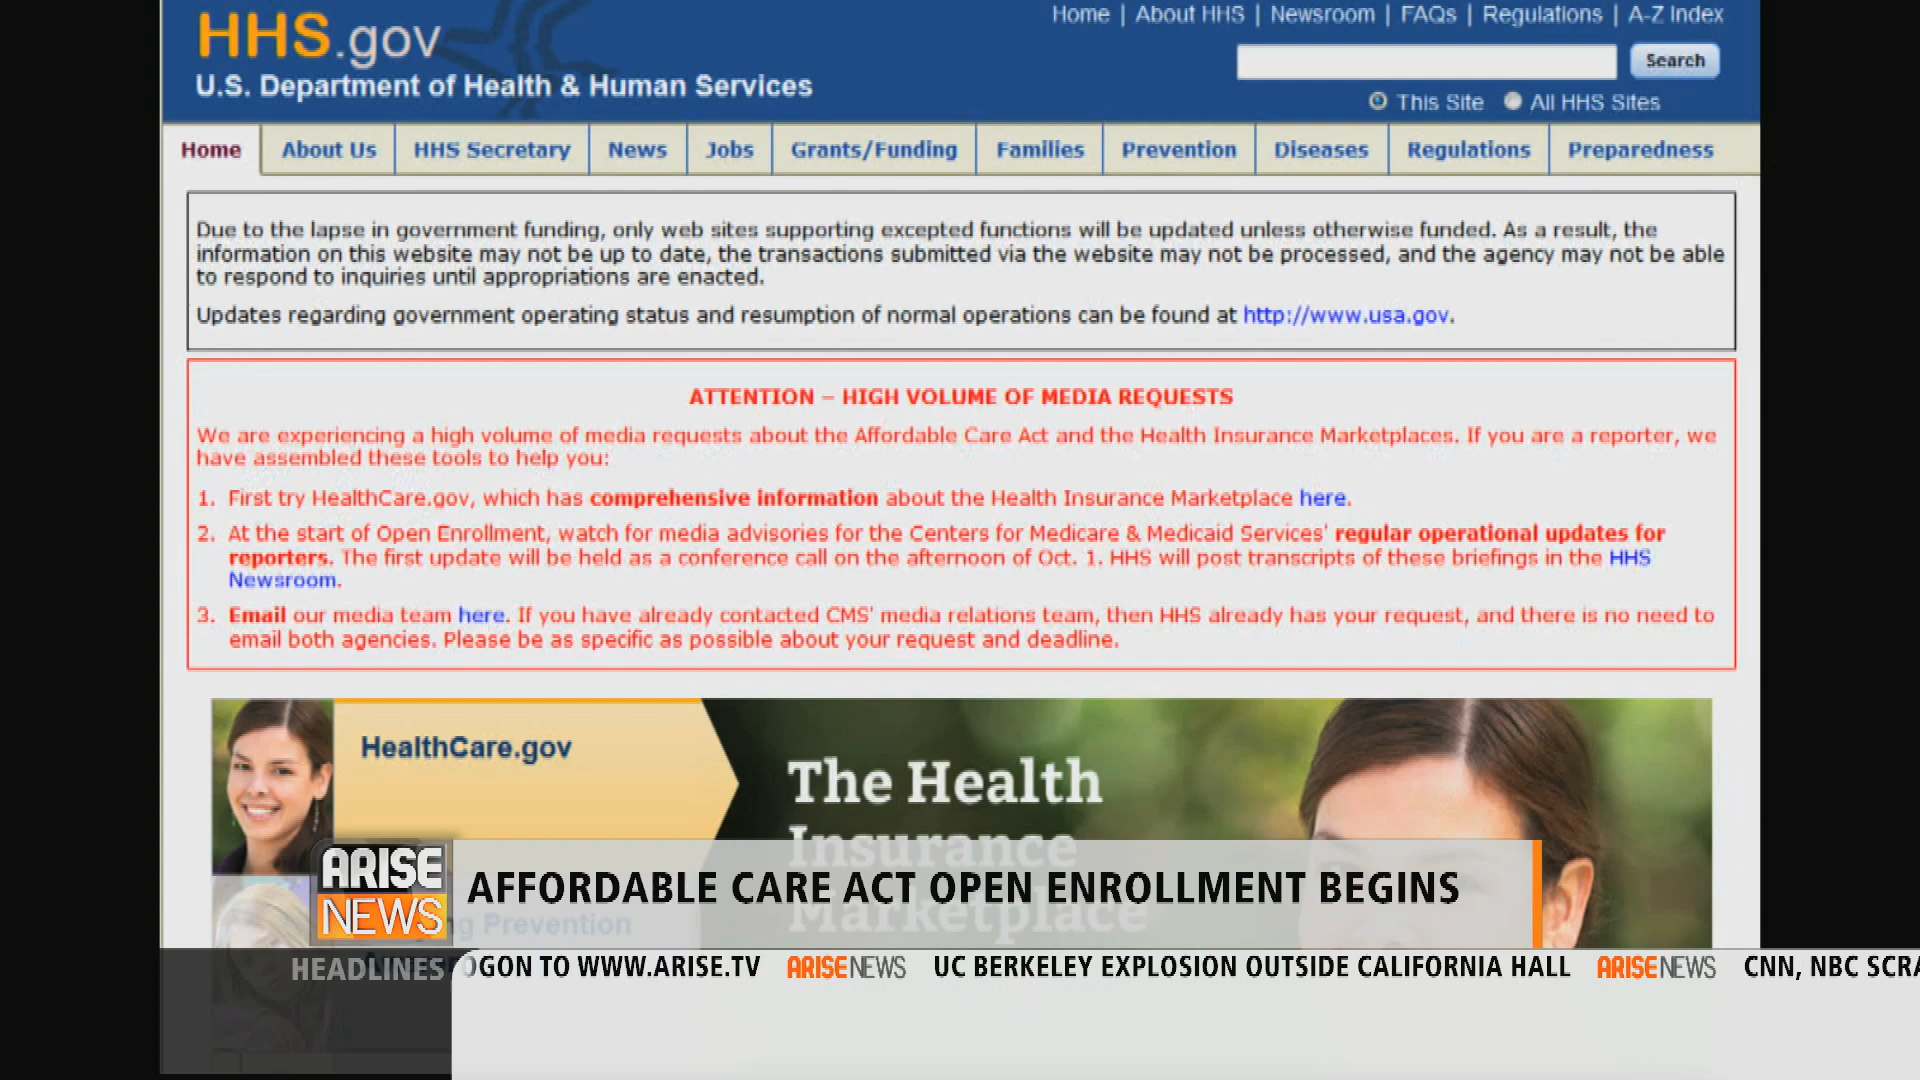 HHS.gov
U.S. Department of Health & Human Services
Home | About HHS | Newsroom | FAQs | Regulations | A-Z Index
Search
This Site All HHS Sites
Home About Us HHS Secretary News Jobs Grants/Funding Families Prevention Diseases Regulations Preparedness
Due to the lapse in government funding, only web sites supporting excepted functions will be updated unless otherwise funded. As a result, the
information on this website may not be up to date, the transactions submitted via the website may not be processed, and the agency may not be able
to respond to inquiries until appropriations are enacted.
Updates regarding government operating status and resumption of normal operations can be found at http://www.usa.gov.
ATTENTION – HIGH VOLUME OF MEDIA REQUESTS
We are experiencing a high volume of media requests about the Affordable Care Act and the Health Insurance Marketplaces. If you are a reporter, we
have assembled these tools to help you:
1. First try HealthCare.gov, which has comprehensive information about the Health Insurance Marketplace here.
2. At the start of Open Enrollment, watch for media advisories for the Centers for Medicare & Medicaid Services' regular operational updates for
reporters. The first update will be held as a conference call on the afternoon of Oct. 1. HHS will post transcripts of these briefings in the HHS
Newsroom.
3. Email our media team here. If you have already contacted CMS' media relations team, then HHS already has your request, and there is no need to
email both agencies. Please be as specific as possible about your request and deadline.
HealthCare.gov
The Health
Insurance
Marketplace
Prevention
ARISE
NEWS
AFFORDABLE CARE ACT OPEN ENROLLMENT BEGINS
HEADLINES OGON TO WWW.ARISE.TV ARISE NEWS UC BERKELEY EXPLOSION OUTSIDE CALIFORNIA HALL ARISE NEWS CNN, NBC SCRA